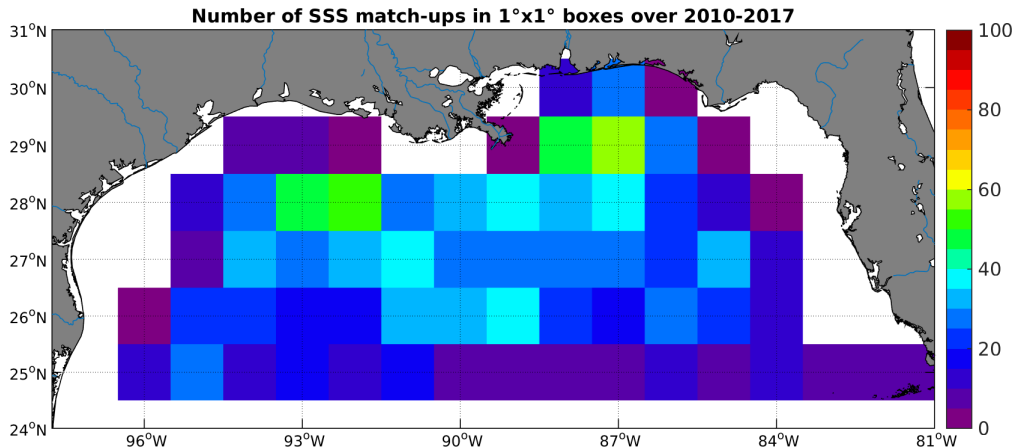 Number of SSS match-ups in 1°x1° boxes over 2010-2017
31°N
30°N
29°N
28°N
27°N
26°N
25°N
24°N
96°W 93°W 90°W 87°W 84°W 81°W
100
80
60
40
20
0